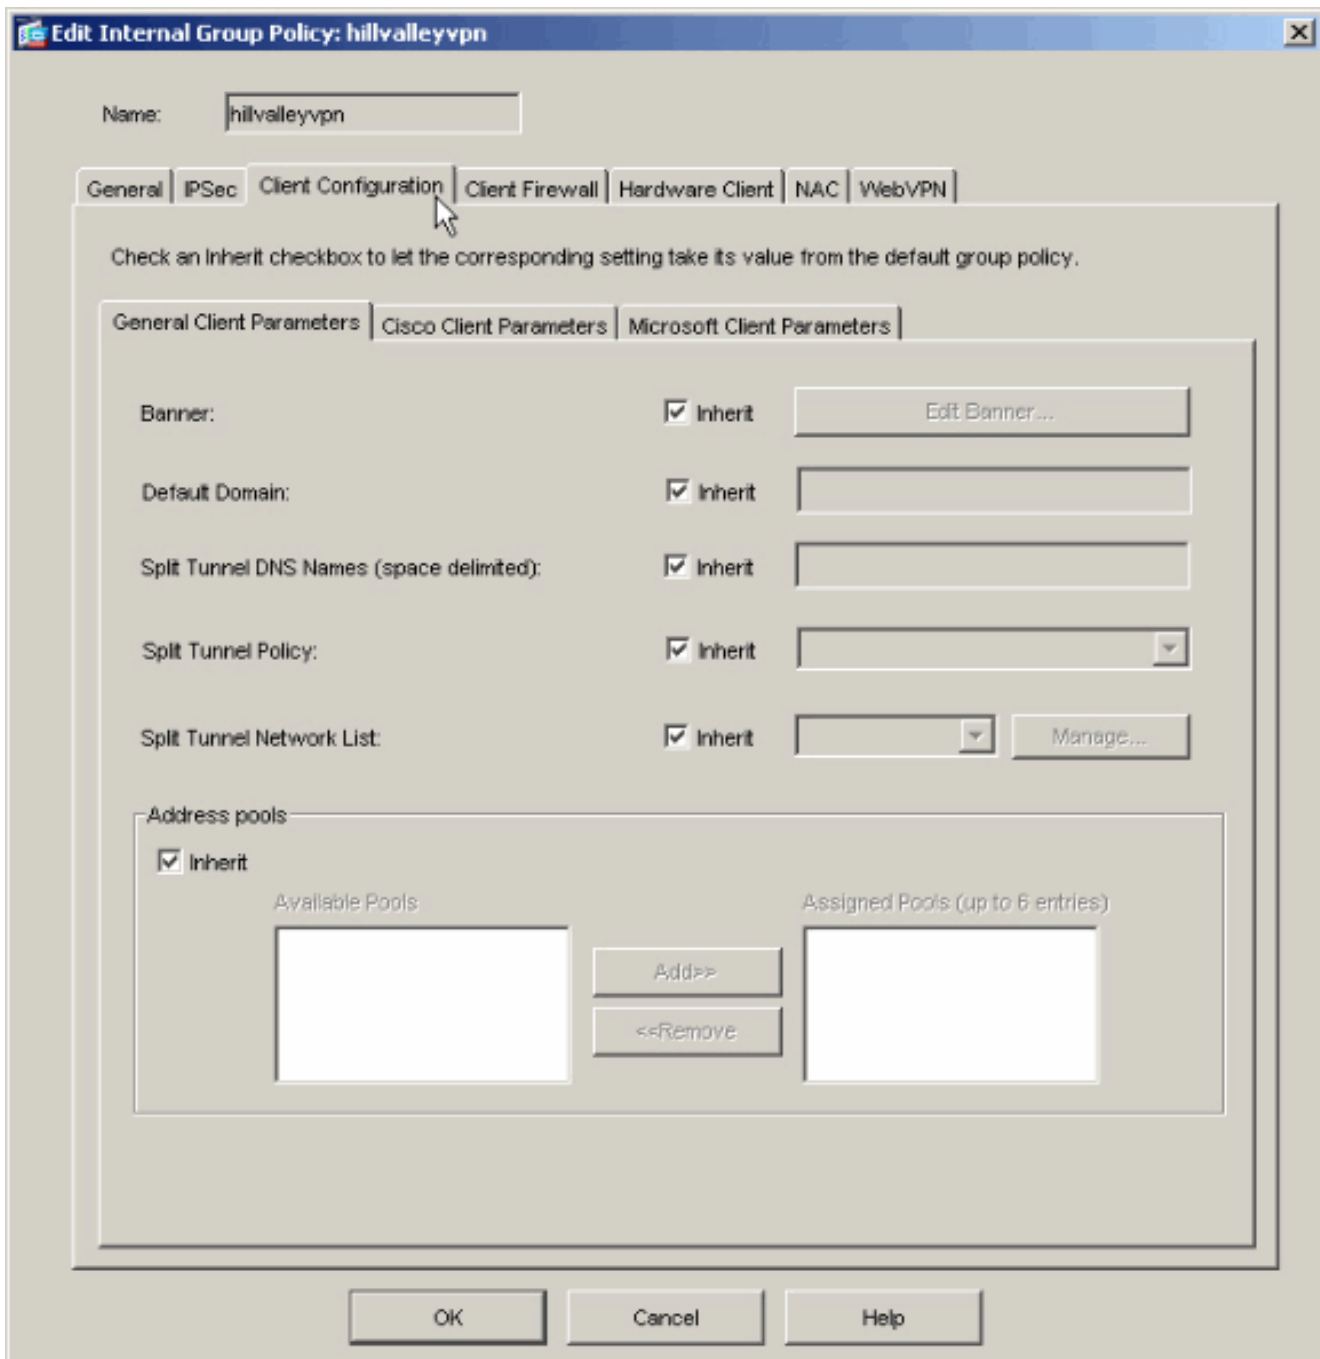 Edit Internal Group Policy: hillvalleyvpn
Name: hillvalleyvpn
General IPSec Client Configuration Client Firewall Hardware Client NAC WebVPN
Check an Inherit checkbox to let the corresponding setting take its value from the default group policy.
General Client Parameters Cisco Client Parameters Microsoft Client Parameters
Banner: Inherit Edit Banner...
Default Domain: Inherit
Split Tunnel DNS Names (space delimited): Inherit
Split Tunnel Policy: Inherit
Split Tunnel Network List: Inherit Manage...
Address pools
Inherit
Available Pools Assigned Pools (up to 6 entries)
Add>>
<<Remove
OK Cancel Help